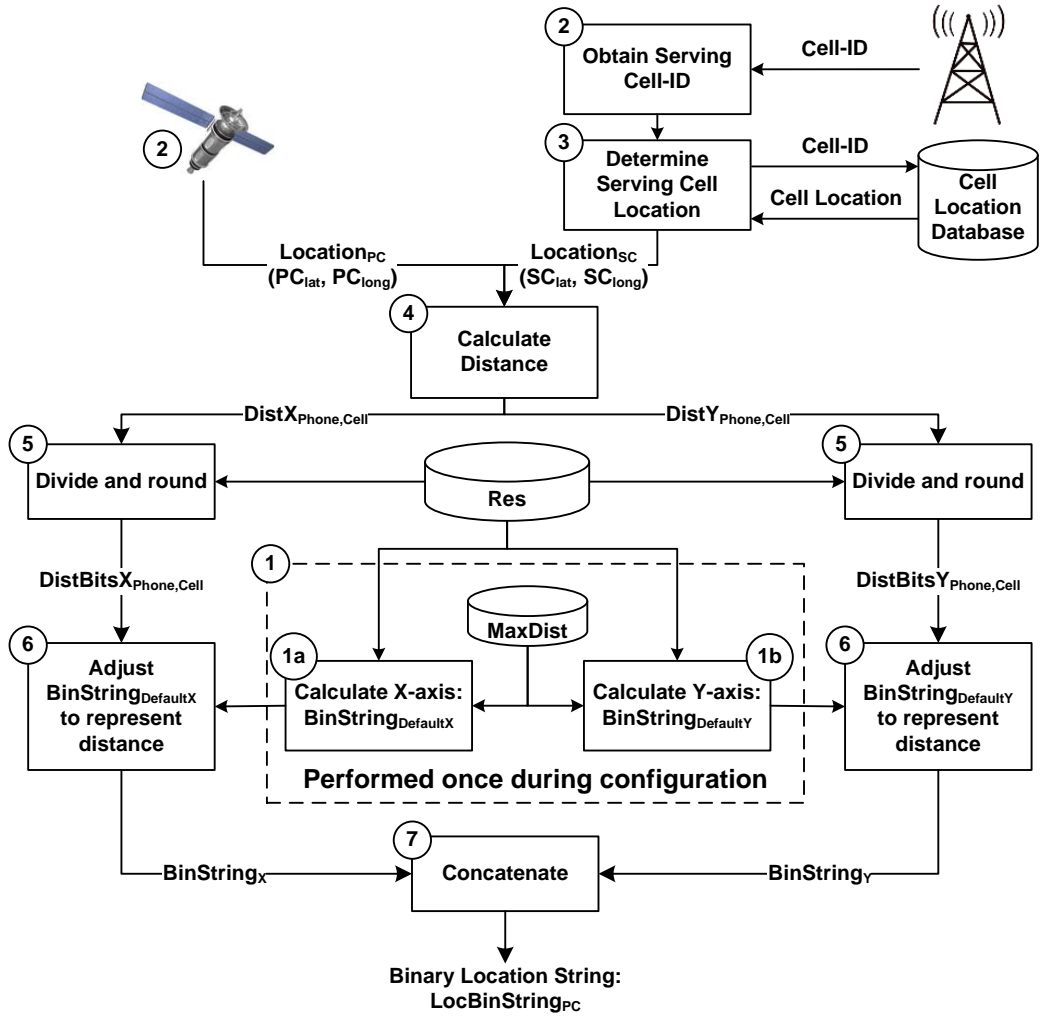 2
Obtain Serving
Cell-ID
Cell-ID
2
3
Determine
Serving Cell
Location
Cell-ID
Cell Location
Cell
Location
Database
LocationPC
(PClat, PClong)
LocationSC
(SClat, SClong)
4
Calculate
Distance
DistXPhone,Cell
DistYPhone,Cell
5
Divide and round
Res
5
Divide and round
1
DistBitsXPhone,Cell
DistBitsYPhone,Cell
MaxDist
6
Adjust
BinStringDefaultX
to represent
distance
1a
Calculate X-axis:
BinStringDefaultX
1b
Calculate Y-axis:
BinStringDefaultY
6
Adjust
BinStringDefaultY
to represent
distance
Performed once during configuration
7
Concatenate
BinStringX
BinStringY
Binary Location String:
LocBinStringPC